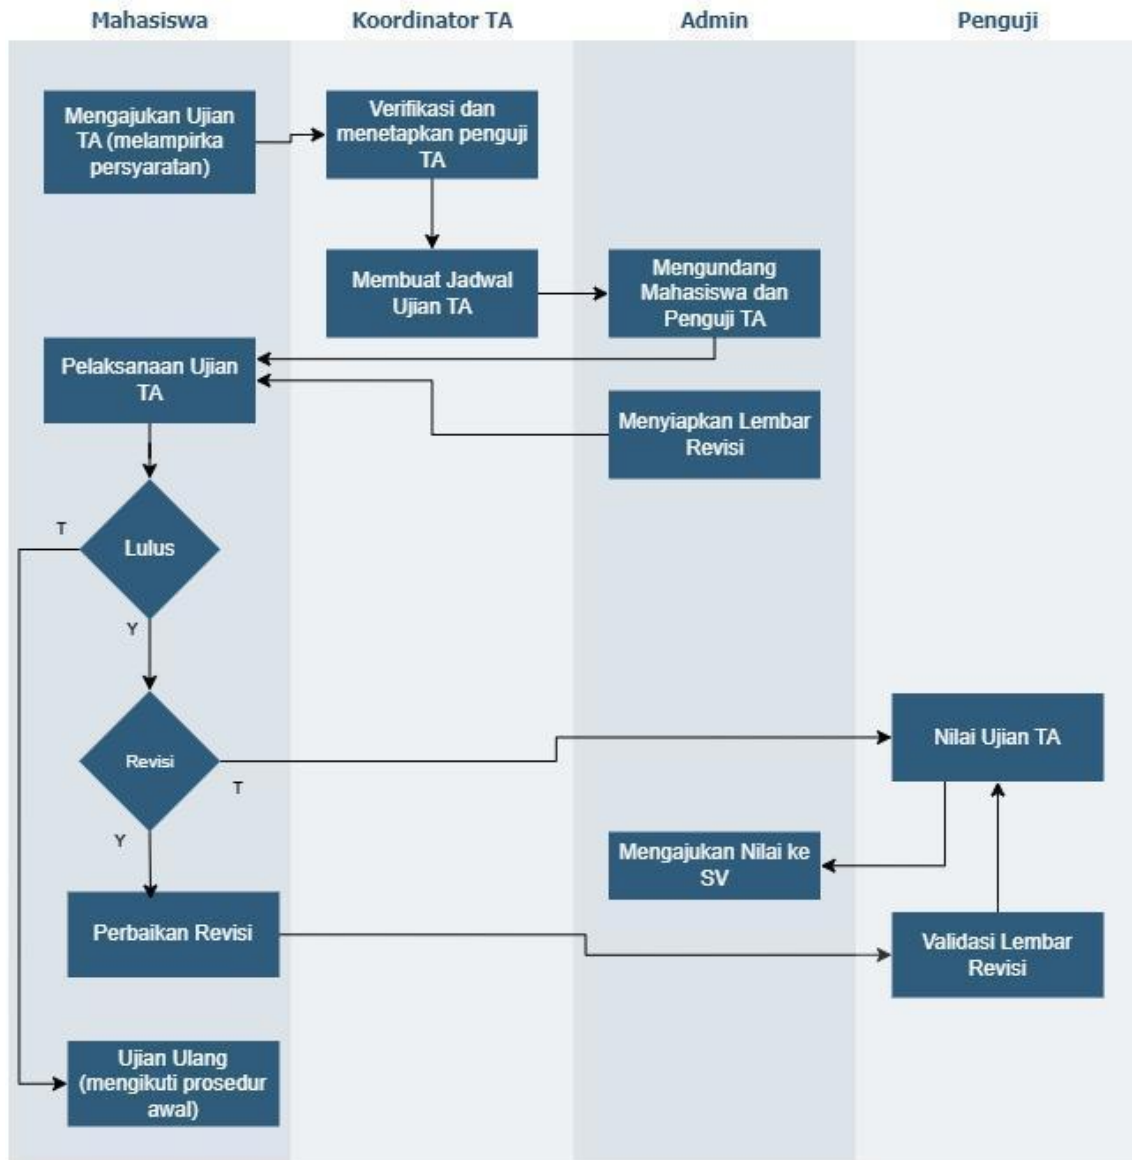 Mahasiswa
Koordinator TA
Admin
Penguji
Mengajukan Ujian
TA (melampirka
persyaratan)
Verifikasi dan
menetapkan penguji
TA
Membuat Jadwal
Ujian TA
Mengundang
Mahasiswa dan
Penguji TA
Pelaksanaan Ujian
TA
Menyiapkan Lembar
Revisi
T
Lulus
Y
Revisi
T
Y
Nilai Ujian TA
Mengajukan Nilai ke
SV
Perbaikan Revisi
Validasi Lembar
Revisi
Ujian Ulang
(mengikuti prosedur
awal)